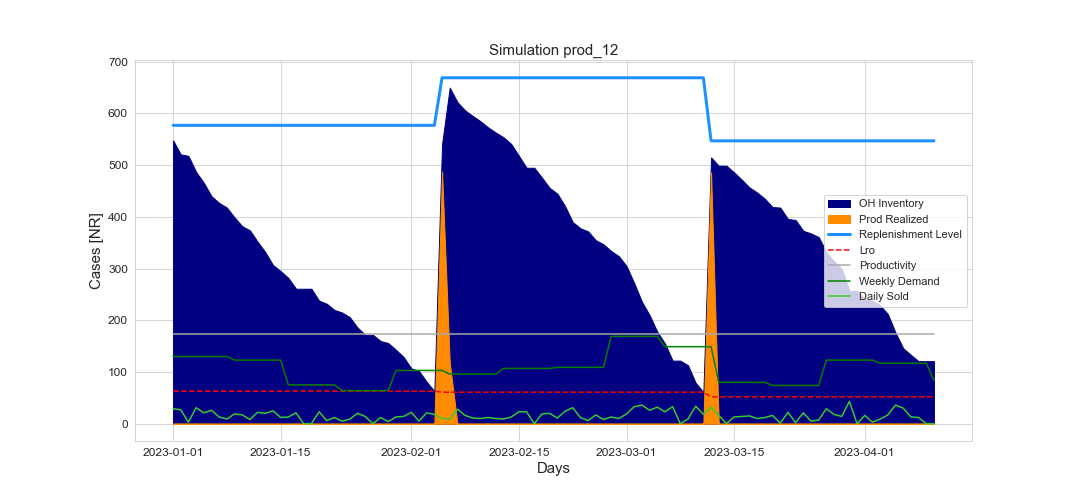 Simulation prod_12
700
600
500
400
300
200
100
0
Cases [NR]
OH Inventory
Prod Realized
Replenishment Level
Lro
Productivity
Weekly Demand
Daily Sold
2023-01-01 2023-01-15 2023-02-01 2023-02-15 2023-03-01 2023-03-15 2023-04-01
Days